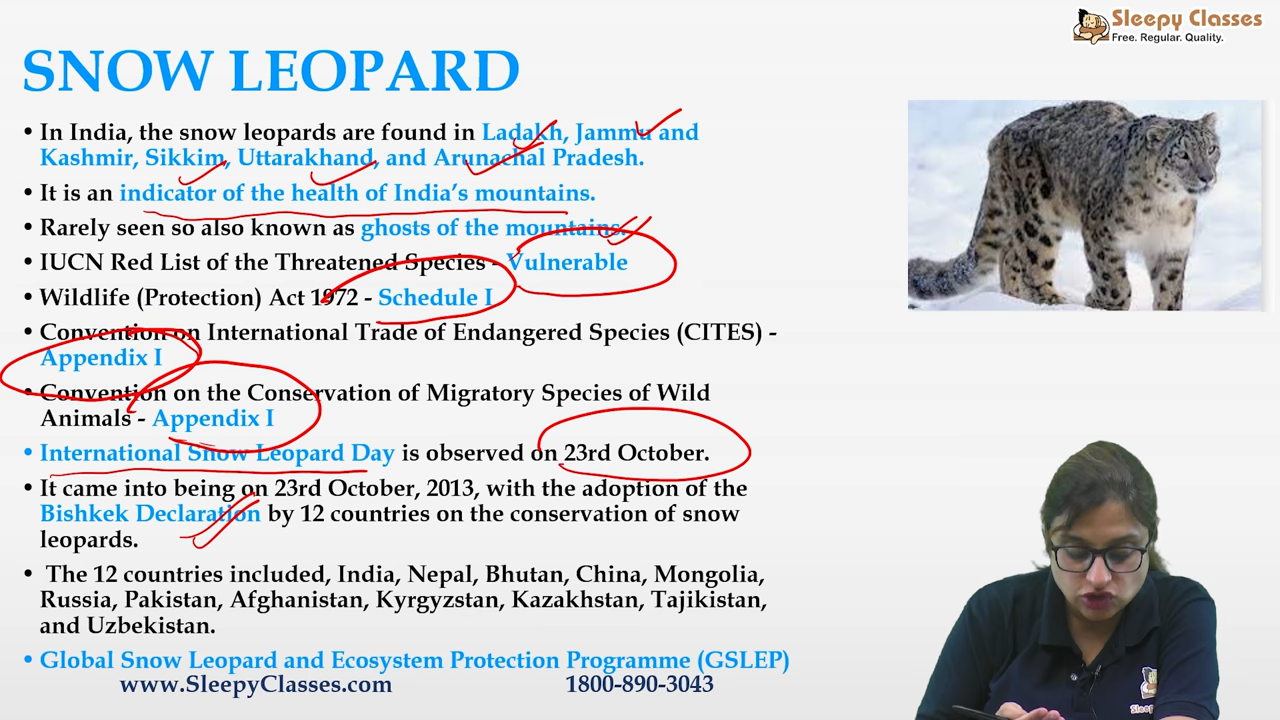 Sleepy Classes
Free. Regular. Quality.
SNOW LEOPARD
• In India, the snow leopards are found in Ladakh, Jammu and
Kashmir, Sikkim, Uttarakhand, and Arunachal Pradesh.
• It is an indicator of the health of India's mountains.
• Rarely seen so also known as ghosts of the mountains.
• IUCN Red List of the Threatened Species - Vulnerable
• Wildlife (Protection) Act 1972 - Schedule I
• Convention on International Trade of Endangered Species (CITES) -
Appendix I
• Convention on the Conservation of Migratory Species of Wild
Animals - Appendix I
• International Snow Leopard Day is observed on 23rd October.
• It came into being on 23rd October, 2013, with the adoption of the
Bishkek Declaration by 12 countries on the conservation of snow
leopards.
• The 12 countries included, India, Nepal, Bhutan, China, Mongolia,
Russia, Pakistan, Afghanistan, Kyrgyzstan, Kazakhstan, Tajikistan,
and Uzbekistan.
• Global Snow Leopard and Ecosystem Protection Programme (GSLEP)
www.SleepyClasses.com 1800-890-3043